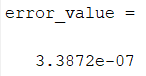 error_value =
3.3872e-07